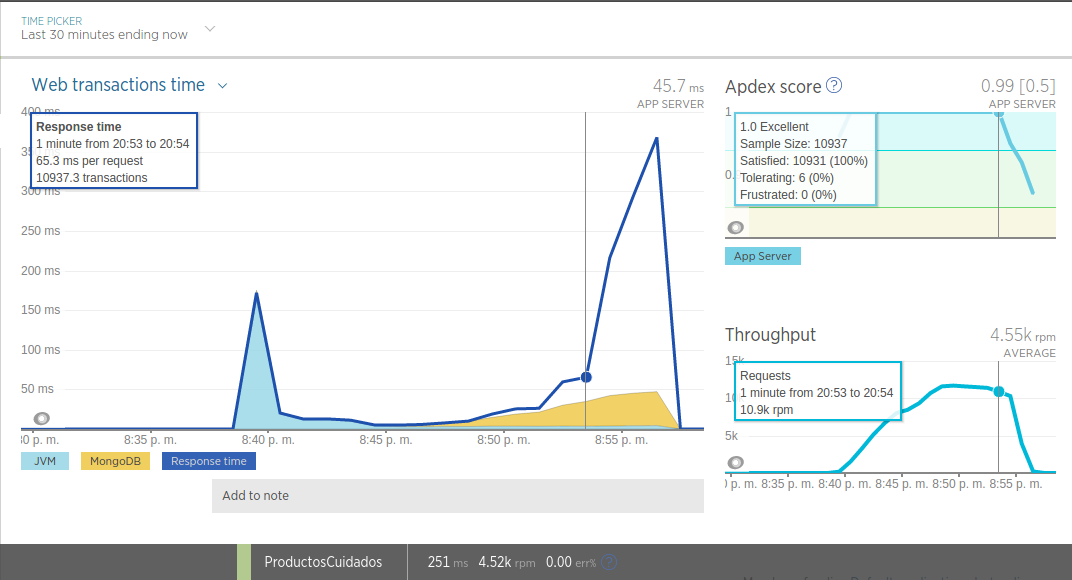 TIME PICKER
Last 30 minutes ending now
Web transactions time
45.7 ms
APP SERVER
400 ms
Response time
1 minute from 20:53 to 20:54
65.3 ms per request
10937.3 transactions
300 ms
250 ms
200 ms
150 ms
100 ms
50 ms
8:35 p. m.
8:40 p. m.
8:45 p. m.
8:50 p. m.
8:55 p. m.
JVM
MongoDB
Response time
Add to note
Apdex score ?
0.99 [0.5]
APP SERVER
1
1.0 Excellent
Sample Size: 10937
Satisfied: 10931 (100%)
Tolerating: 6 (0%)
Frustrated: 0 (0%)
App Server
Throughput
4.55k rpm
AVERAGE
15k
Requests
1 minute from 20:53 to 20:54
10.9k rpm
5k
p. m.
8:35 p. m.
8:40 p. m.
8:45 p. m.
8:50 p. m.
8:55 p. m.
ProductosCuidados
251 ms
4.52k rpm
0.00 err% ?